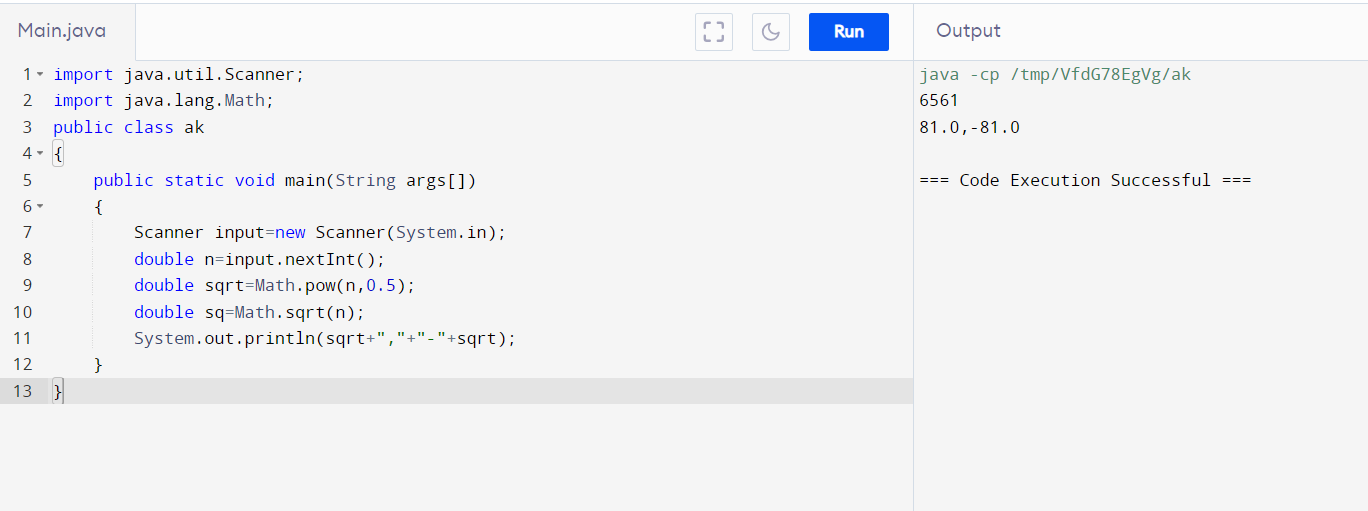 Main.java
Run
Output
1 import java.util.Scanner;
2 import java.lang.Math;
3 public class ak
4 {
5 public static void main(String args[])
6 {
7 Scanner input=new Scanner(System.in);
8 double n=input.nextInt();
9 double sqrt=Math.pow(n,0.5);
10 double sq=Math.sqrt(n);
11 System.out.println(sqrt+","+"-"+sqrt);
12 }
13 }
java -cp /tmp/VfdG78EgVg/ak
6561
81.0,-81.0
=== Code Execution Successful ===